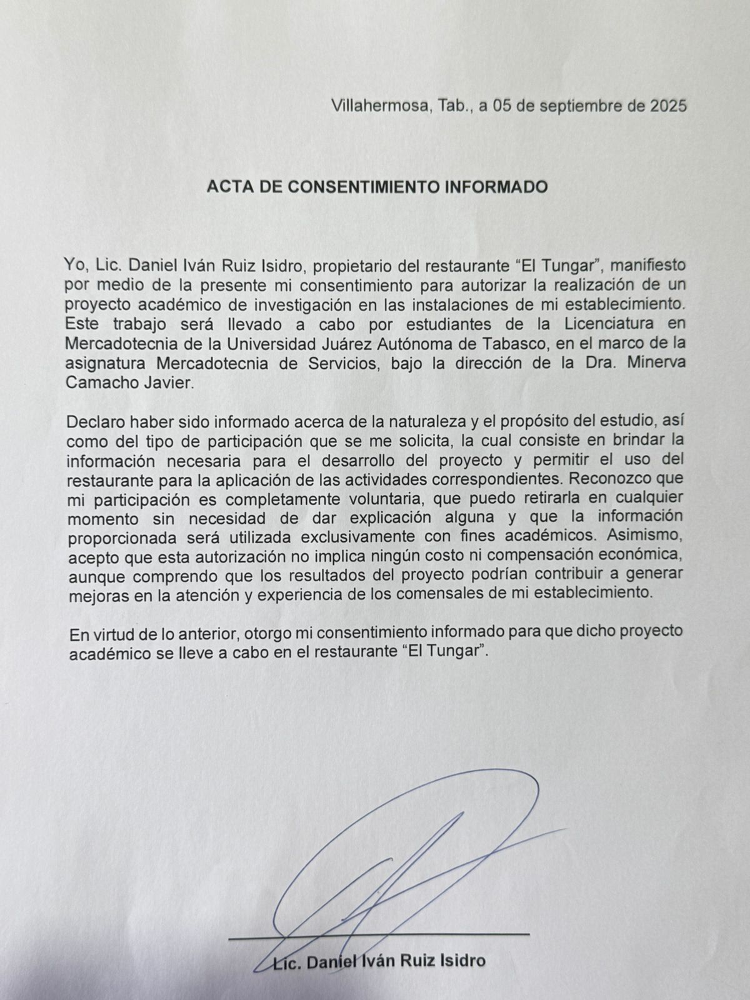 Villahermosa, Tab., a 05 de septiembre de 2025
ACTA DE CONSENTIMIENTO INFORMADO
Yo, Lic. Daniel Iván Ruiz Isidro, propietario del restaurante “El Tungar”, manifiesto
por medio de la presente mi consentimiento para autorizar la realización de un
proyecto académico de investigación en las instalaciones de mi establecimiento.
Este trabajo será llevado a cabo por estudiantes de la Licenciatura en
Mercadotecnia de la Universidad Juárez Autónoma de Tabasco, en el marco de la
asignatura Mercadotecnia de Servicios, bajo la dirección de la Dra. Minerva
Camacho Javier.
Declaro haber sido informado acerca de la naturaleza y el propósito del estudio, así
como del tipo de participación que se me solicita, la cual consiste en brindar la
información necesaria para el desarrollo del proyecto y permitir el uso del
restaurante para la aplicación de las actividades correspondientes. Reconozco que
mi participación es completamente voluntaria, que puedo retirarla en cualquier
momento sin necesidad de dar explicación alguna y que la información
proporcionada será utilizada exclusivamente con fines académicos. Asimismo,
acepto que esta autorización no implica ningún costo ni compensación económica,
aunque comprendo que los resultados del proyecto podrían contribuir a generar
mejoras en la atención y experiencia de los comensales de mi establecimiento.
En virtud de lo anterior, otorgo mi consentimiento informado para que dicho proyecto
académico se lleve a cabo en el restaurante “El Tungar”.
Lic. Daniel Iván Ruiz Isidro